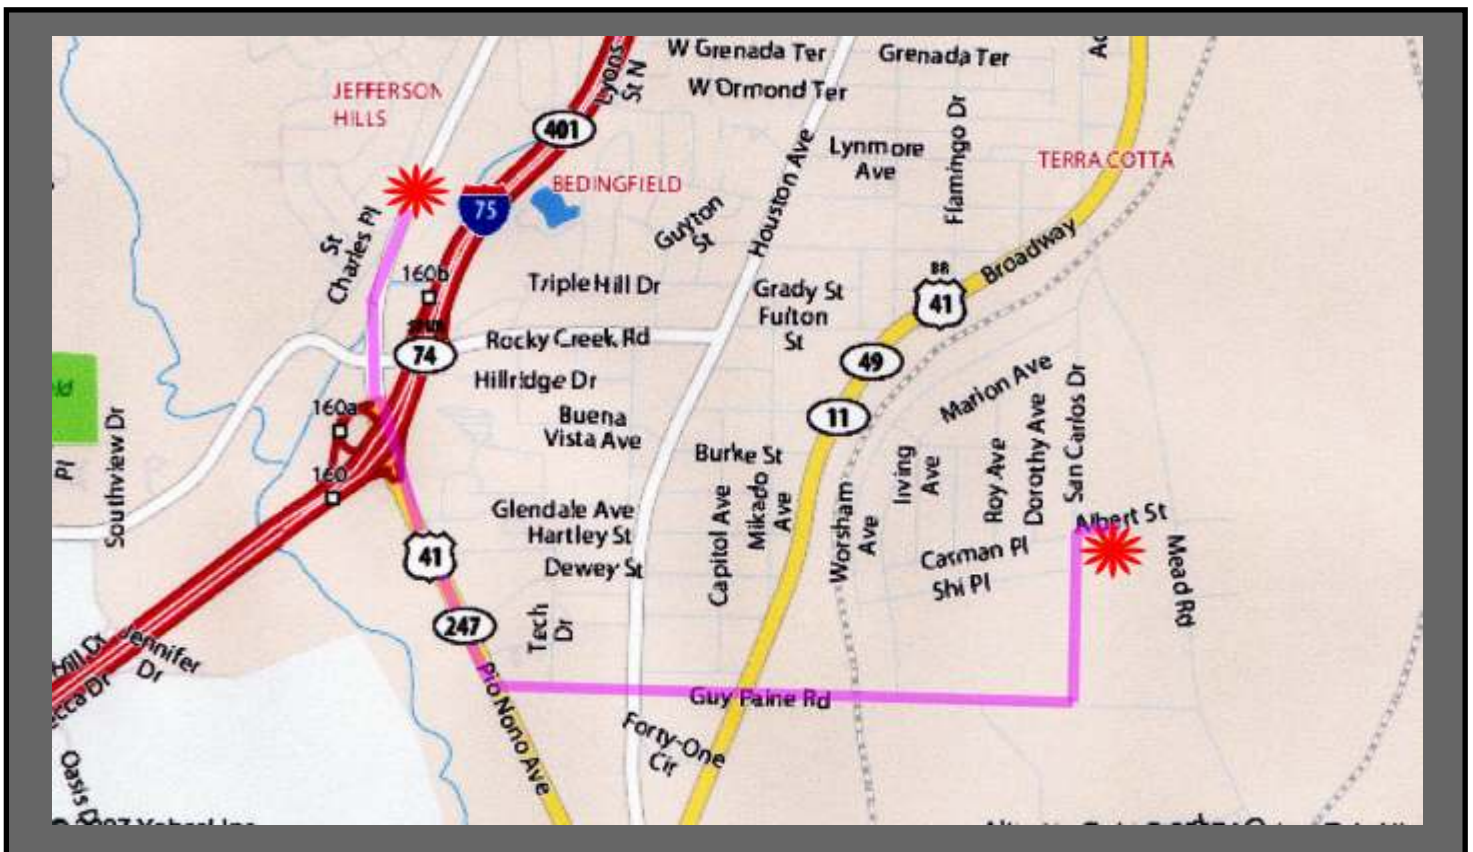 W Grenada Ter
Grenada Ter
Lyons
St N
JEFFERSON
HILLS
W Ormond Ter
401
Flamingo Dr
Lynmore
Ave
Houston Ave
TERRA COTTA
BEDINGFIELD
75
St
Charles Pl
Guyton
St
Broadway
160b
Triple Hill Dr
BR
41
Grady St
Fulton
St
Rocky Creek Rd
74
49
Hillridge Dr
Marion Ave
160a
Buena
Vista Ave
11
San Carlos Dr
Dorothy Ave
Roy Ave
Irving
Ave
Burke St
Pl
Southview Dr
160
Glendale Ave
Hartley St
Dewey St
Capitol Ave
Mikado
Ave
Worsham
Ave
Albert St
Carman Pl
Shi Pl
Mead Rd
41
247
Tech
Dr
Hill Dr
Jennifer
Dr
Guy Paine Rd
Pio Nono Ave
Forty-One
Cir
Oasis D